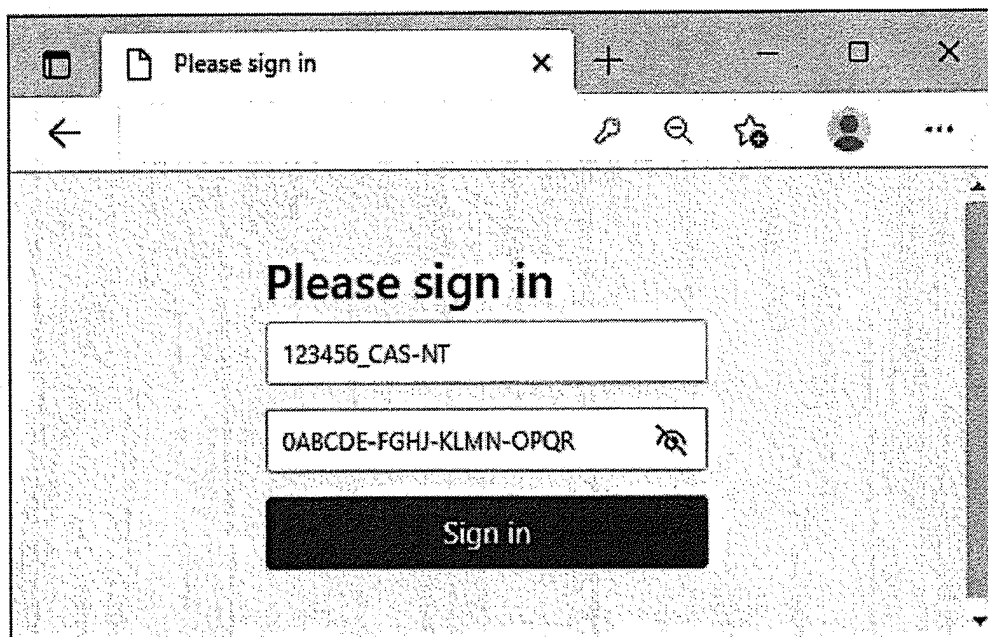 Please sign in
Please sign in
123456_CAS-NT
0ABCDE-FGHJ-KLMN-OPQR
Sign in